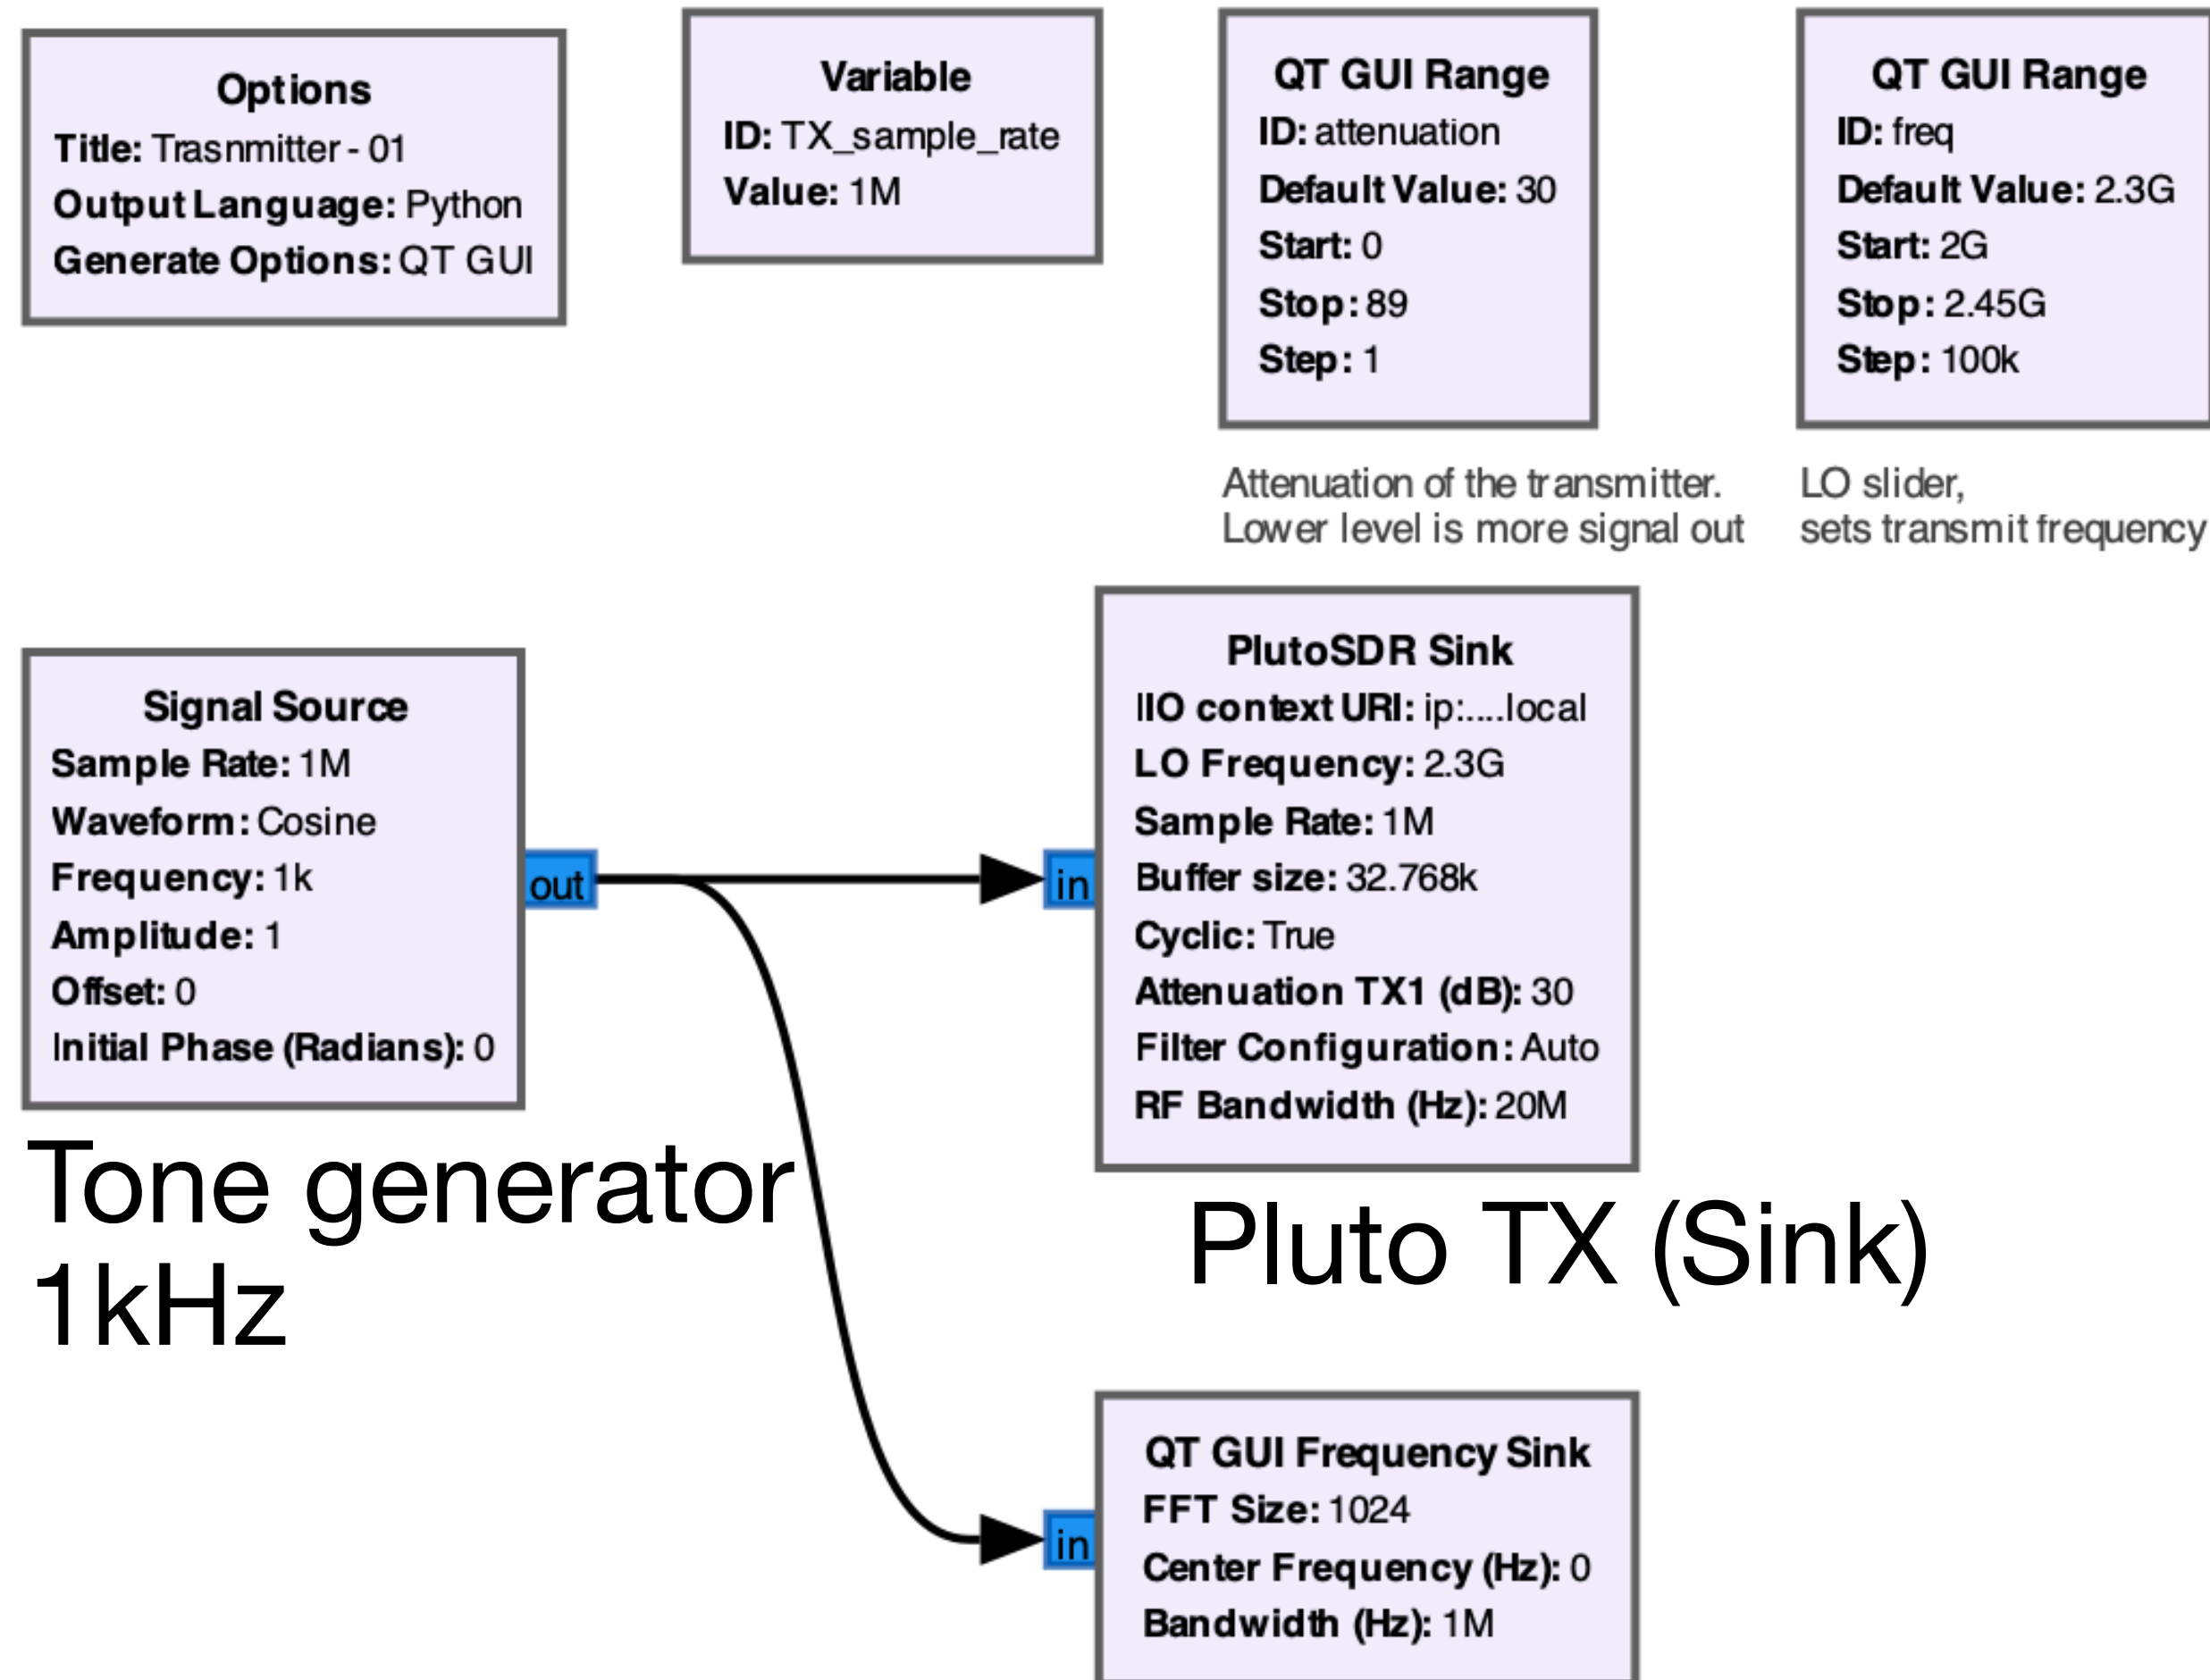 Options
Title: Trasnmitter - 01
Output Language: Python
Generate Options: QT GUI
Variable
ID: TX_sample_rate
Value: 1M
QT GUI Range
ID: attenuation
Default Value: 30
Start: 0
Stop: 89
Step: 1
Attenuation of the transmitter.
Lower level is more signal out
QT GUI Range
ID: freq
Default Value: 2.3G
Start: 2G
Stop: 2.45G
Step: 100k
LO slider,
sets transmit frequency
Signal Source
Sample Rate: 1M
Waveform: Cosine
Frequency: 1k
Amplitude: 1
Offset: 0
Initial Phase (Radians): 0
out
Tone generator
1kHz
in
PlutoSDR Sink
IIO context URI: ip:....local
LO Frequency: 2.3G
Sample Rate: 1M
Buffer size: 32.768k
Cyclic: True
Attenuation TX1 (dB): 30
Filter Configuration: Auto
RF Bandwidth (Hz): 20M
Pluto TX (Sink)
in
QT GUI Frequency Sink
FFT Size: 1024
Center Frequency (Hz): 0
Bandwidth (Hz): 1M